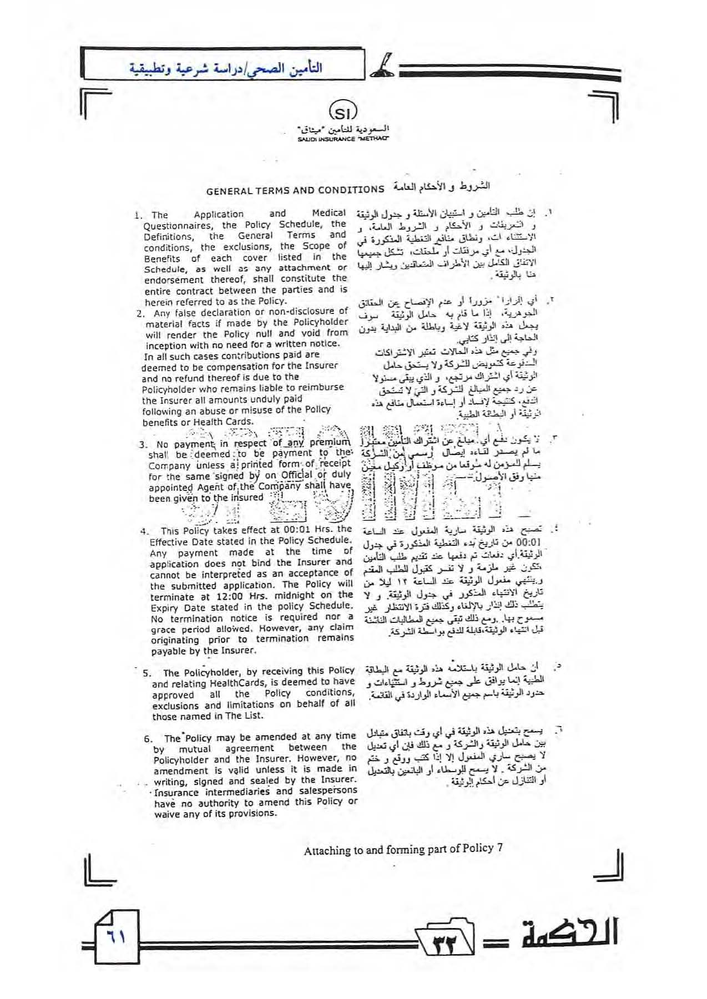 التأمين الصحي/دراسة شرعية وتطبيقية
SI
السعودية للتأمين "ميثاق"
SAUDI INSURANCE "METHAQ"
GENERAL TERMS AND CONDITIONS الشروط و الأحكام العامة
1. The Application and Medical
Questionnaires, the Policy Schedule, the
Definitions, the General Terms and
conditions, the exclusions, the Scope of
Benefits of each cover listed in the
Schedule, as well as any attachment or
endorsement thereof, shall constitute the
entire contract between the parties and is
herein referred to as the Policy.
2. Any false declaration or non-disclosure of
material facts if made by the Policyholder
will render the Policy null and void from
inception with no need for a written notice.
In all such cases contributions paid are
deemed to be compensation for the Insurer
and no refund thereof is due to the
Policyholder who remains liable to reimburse
the Insurer all amounts unduly paid
following an abuse or misuse of the Policy
benefits or Health Cards.
3. No payment in respect of any premium
shall be deemed to be payment to the
Company unless a printed form of receipt
for the same signed by on Official or duly
appointed Agent of the Company shall have
been given to the insured
4. This Policy takes effect at 00:01 Hrs. the
Effective Date stated in the Policy Schedule.
Any payment made at the time of
application does not bind the Insurer and
cannot be interpreted as an acceptance of
the submitted application. The Policy will
terminate at 12:00 Hrs. midnight on the
Expiry Date stated in the policy Schedule.
No termination notice is required nor a
grace period allowed. However, any claim
originating prior to termination remains
payable by the Insurer.
5. The Policyholder, by receiving this Policy
and relating HealthCards, is deemed to have
approved all the Policy conditions,
exclusions and limitations on behalf of all
those named in The List.
6. The Policy may be amended at any time
by mutual agreement between the
Policyholder and the Insurer. However, no
amendment is valid unless it is made in
writing, signed and sealed by the Insurer.
Insurance intermediaries and salespersons
have no authority to amend this Policy or
waive any of its provisions.
١. إن طلب التأمين و استبيان الأسئلة و جدول الوثيقة
و التعريفات و الأحكام و الشروط العامة، و
الإستثناء ات، ونطاق منافع التغطية المذكورة في
الجدول، مع أي مرفقات أو ملحقات، تشكل جميعها
الإتفاق الكامل بين الأطراف المتعاقدين ويشار إليها
هنا بالوثيقة.
٢. أي إقرارا مزورا أو عدم الإفصاح عن الحقائق
الجوهرية، إذا ما قام به حامل الوثيقة سوف
يجعل هذه الوثيقة لاغية وباطلة من البداية بدون
الحاجة إلى إنذار كتابي.
وفي جميع مثل هذه الحالات تعتبر الاشتراكات
المدفوعة كتعويض للشركة ولا يستحق حامل
الوثيقة أي اشتراك مرتجع، و الذي يبقى مسئولا
عن رد جميع المبالغ للشركة و التي لا تستحق
الدفع، كنتيجة لإفساد أو إساءة استعمال منافع هذه
الوثيقة أو البطاقة الطبية.
٣. لا يكون دفع أي مبلغ عن اشتراك التأمين معتبرا
ما لم يصدر لقاءه إيصال رسمي من الشركة
يسلم للمؤمن له موقعا من موظف أو وكيل معين
منها وفق الأصول.
٤. تصبح هذه الوثيقة سارية المفعول عند الساعة
00:01 من تاريخ بدء التغطية المذكورة في جدول
الوثيقة.أي دفعات تم دفعها عند تقديم طلب التأمين
تكون غير ملزمة و لا تفسر كقبول للطلب المقدم
و.ينتهي مفعول الوثيقة عند الساعة ١٢ ليلا من
تاريخ الانتهاء المذكور في جدول الوثيقة. و لا
يتطلب ذلك إنذار بالإلغاء وكذلك فترة الانتظار غير
مسموح بها. ومع ذلك تبقى جميع المطالبات الناشئة
قبل انتهاء الوثيقة،قابلة للدفع بواسطة الشركة.
٥. أن حامل الوثيقة باستلامه هذه الوثيقة مع البطاقة
الطبية إنما يرافق على جميع شروط و استثناءات و
حدود الوثيقة باسم جميع الأسماء الواردة في القائمة.
٦. يسمح بتعديل هذه الوثيقة في أي وقت باتفاق متبادل
بين حامل الوثيقة والشركة و مع ذلك فإن أي تعديل
لا يصبح ساري المفعول إلا إذا كتب ووقع و ختم
من الشركة . لا يسمح للوسطاء أو البائعين بالتعديل
أو التنازل عن أحكام الوثيقة.
Attaching to and forming part of Policy 7
الحكمة
٣٢
٦١